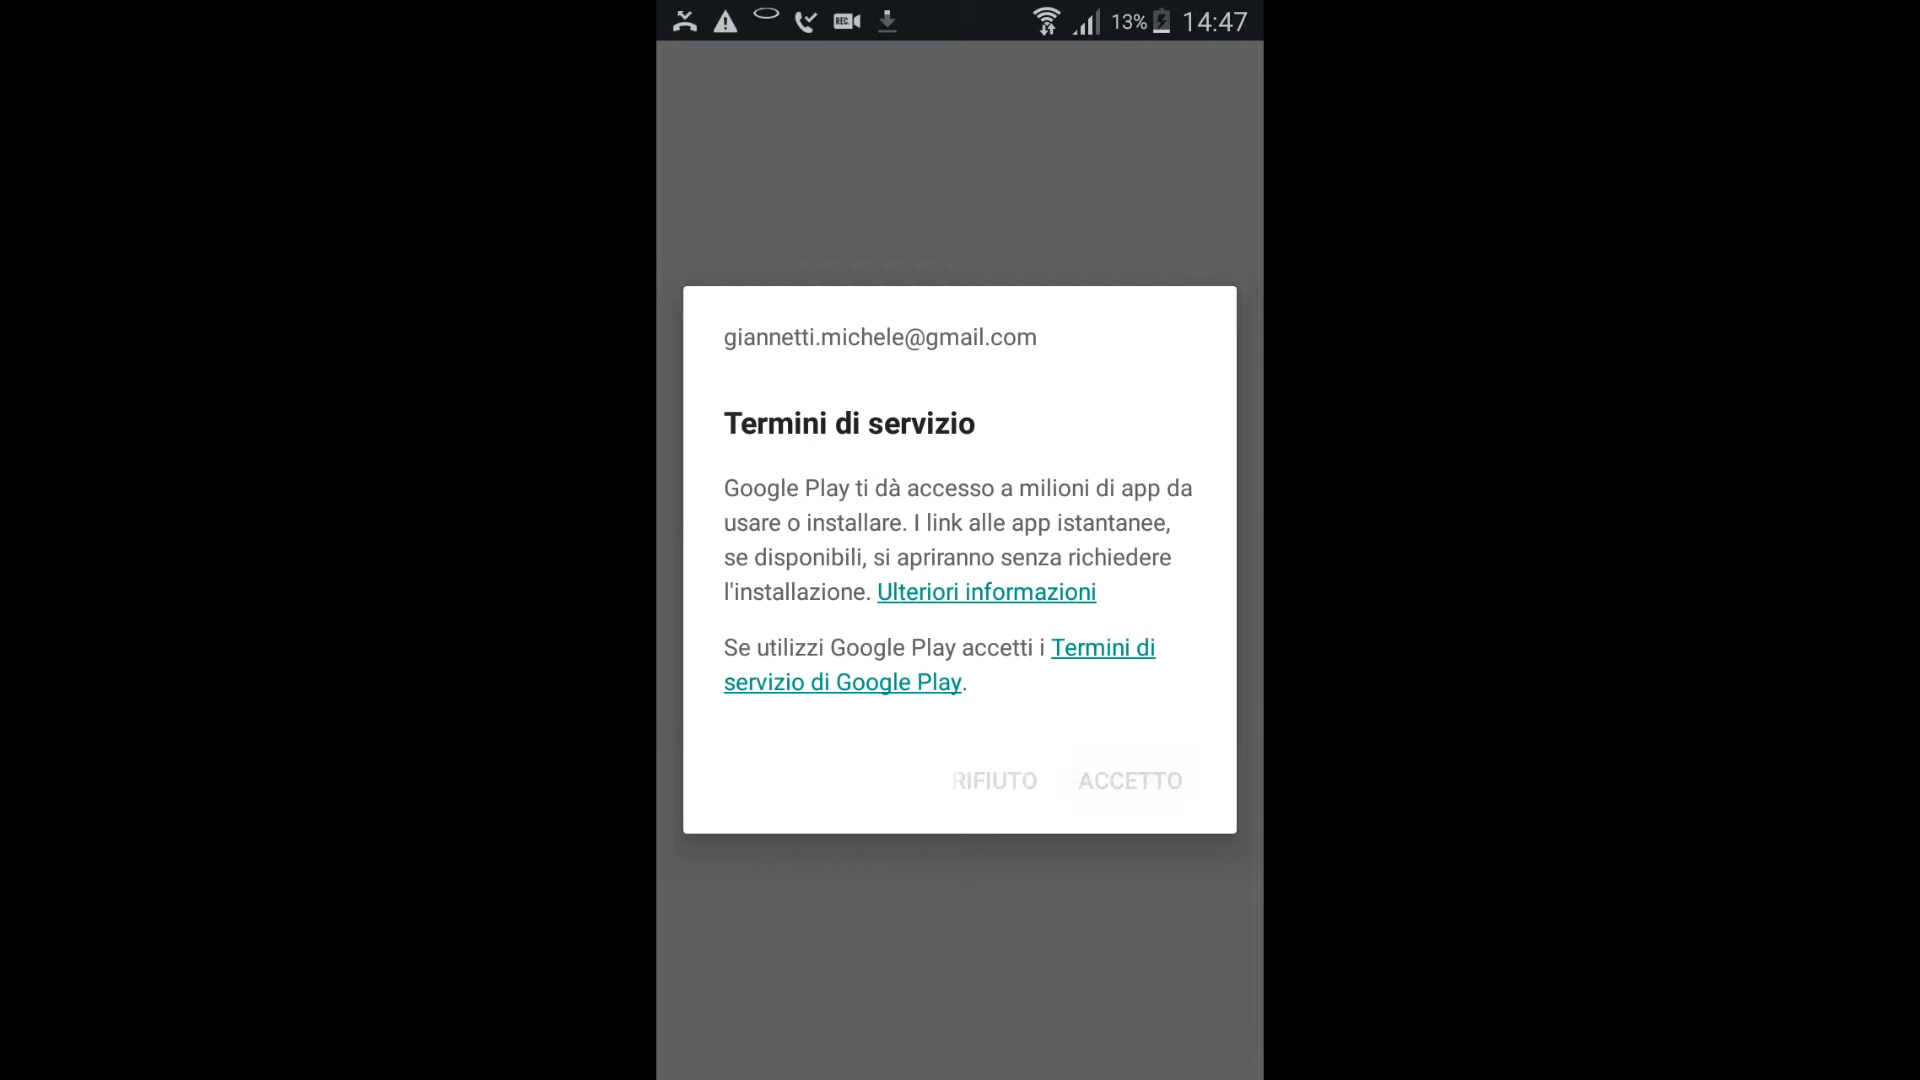 REC 13% 14:47
giannetti.michele@gmail.com
Termini di servizio
Google Play ti dà accesso a milioni di app da
usare o installare. I link alle app istantanee,
se disponibili, si apriranno senza richiedere
l'installazione. Ulteriori informazioni
Se utilizzi Google Play accetti i Termini di
servizio di Google Play.
RIFIUTO ACCETTO